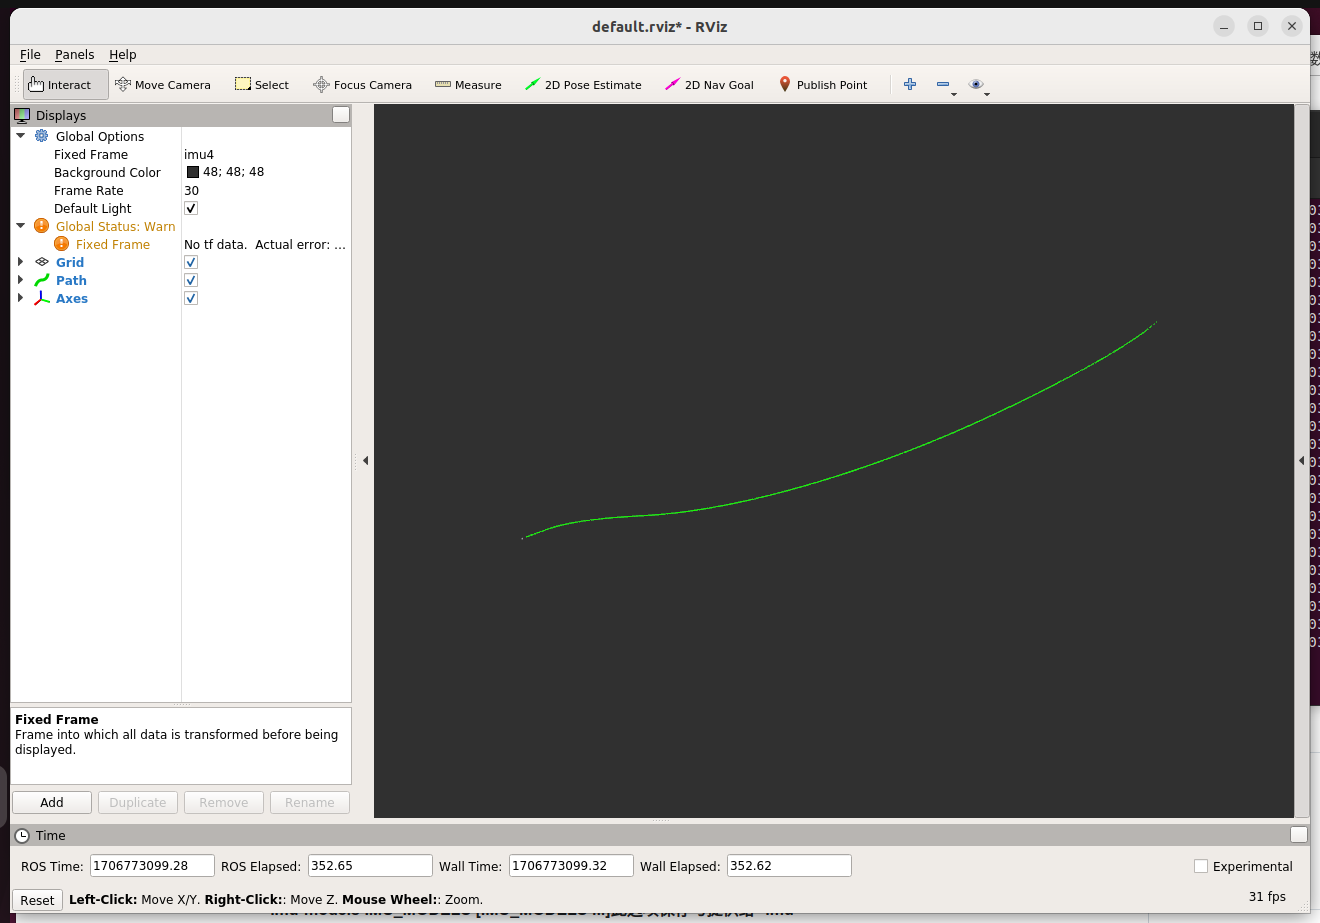 default.rviz* - RViz
File Panels Help
Interact Move Camera Select Focus Camera Measure 2D Pose Estimate 2D Nav Goal Publish Point
Displays
Global Options
Fixed Frame imu4
Background Color 48; 48; 48
Frame Rate 30
Default Light
Global Status: Warn
Fixed Frame No tf data.  Actual error: ...
Grid
Path
Axes
Fixed Frame
Frame into which all data is transformed before being
displayed.
Add Duplicate Remove Rename
Time
ROS Time: 1706773099.28 ROS Elapsed: 352.65 Wall Time: 1706773099.32 Wall Elapsed: 352.62 Experimental
Reset Left-Click: Move X/Y. Right-Click:: Move Z. Mouse Wheel:: Zoom. 31 fps